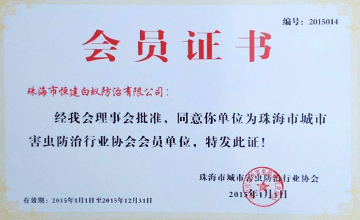 编号：2015014
会员证书
珠海市恒建白蚁防治有限公司：
经我会理事会批准，同意你单位为珠海市城市
害虫防治行业协会会员单位，特发此证！
珠海市城市害虫防治行业协会
2015年1月1日
有效期：2015年1月1日至2015年12月31日